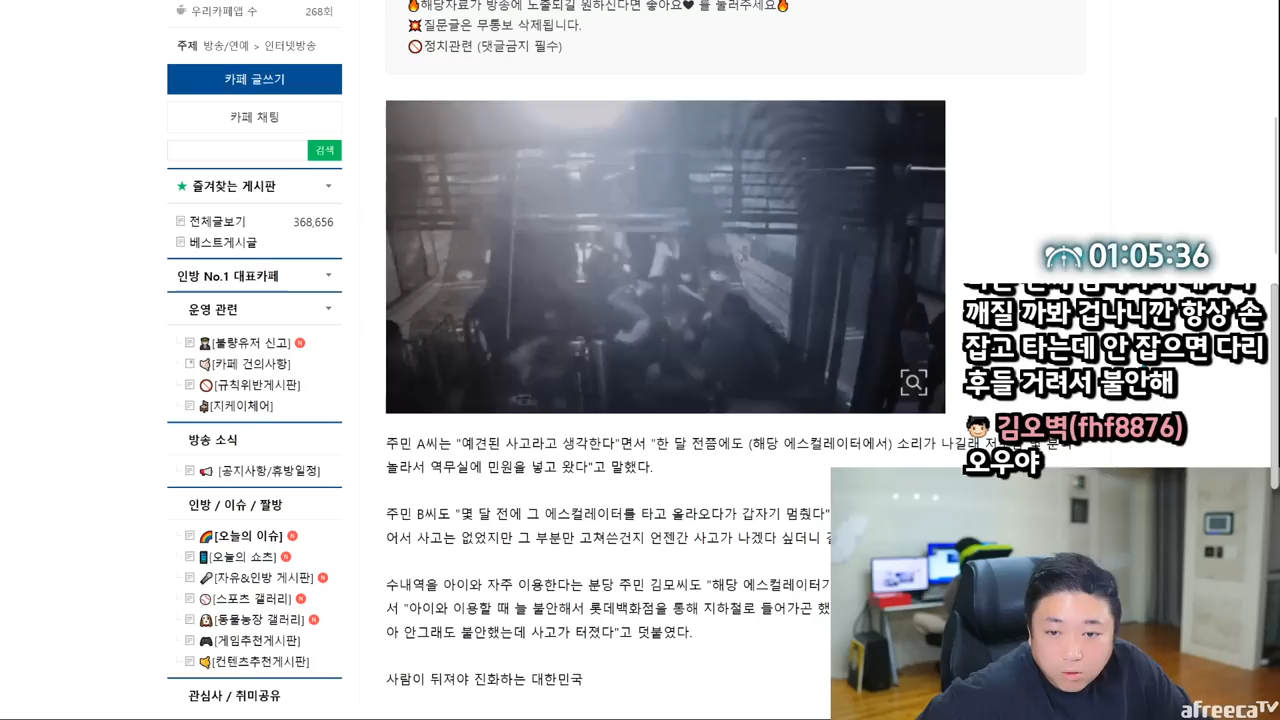 우리카페앱 수 268회
주제 방송/연예 > 인터넷방송
카페 글쓰기
카페 채팅
검색
★ 즐겨찾는 게시판
전체글보기 368,656
베스트게시글
인방 No.1 대표카페
운영 관련
[불량유저 신고] N
[카페 건의사항]
[규칙위반게시판]
[지케이체어]
방송 소식
[공지사항/휴방일정]
인방 / 이슈 / 짤방
[오늘의 이슈] N
[오늘의 쇼츠] N
[자유&인방 게시판] N
[스포츠 갤러리] N
[동물농장 갤러리] N
[게임추천게시판]
[컨텐츠추천게시판]
관심사 / 취미공유
🔥해당자료가 방송에 노출되길 원하신다면 좋아요♥ 를 눌러주세요🔥
💥질문글은 무통보 삭제됩니다.
🚫정치관련 (댓글금지 필수)
주민 A씨는 "예견된 사고라고 생각한다"면서 "한 달 전쯤에도 (해당 에스컬레이터에서) 소리가 나길래
놀라서 역무실에 민원을 넣고 왔다"고 말했다.
주민 B씨도 "몇 달 전에 그 에스컬레이터를 타고 올라오다가 갑자기 멈췄다"
어서 사고는 없었지만 그 부분만 고쳐쓴건지 언젠간 사고가 나겠다 싶더니
수내역을 아이와 자주 이용한다는 분당 주민 김모씨도 "해당 에스컬레이터가
서 "아이와 이용할 때 늘 불안해서 롯데백화점을 통해 지하철로 들어가곤 했
아 안그래도 불안했는데 사고가 터졌다"고 덧붙였다.
사람이 뒤져야 진화하는 대한민국
01:05:36
깨질 까봐 겁나니깐 항상 손
잡고 타는데 안 잡으면 다리
후들 거려서 불안해
김오벽(fhf8876)
오우야
afreecaTV